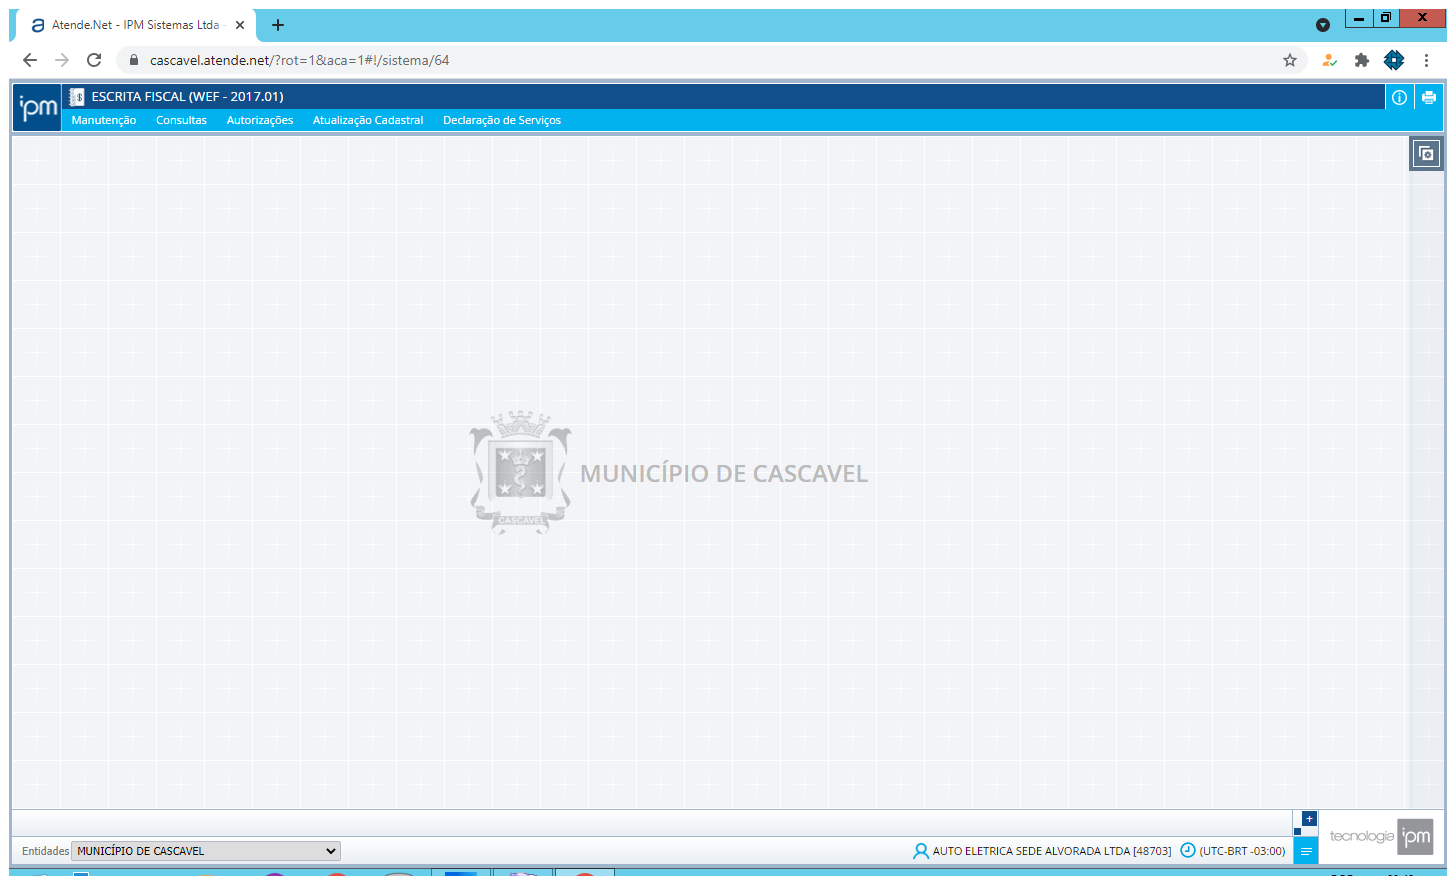 Atende.Net - IPM Sistemas Ltda
cascavel.atende.net/?rot=1&aca=1#!/sistema/64
ipm
ESCRITA FISCAL (WEF - 2017.01)
Manutenção Consultas Autorizações Atualização Cadastral Declaração de Serviços
MUNICÍPIO DE CASCAVEL
CASCAVEL
tecnologia ipm
Entidades MUNICÍPIO DE CASCAVEL AUTO ELETRICA SEDE ALVORADA LTDA [48703] (UTC-BRT -03:00)